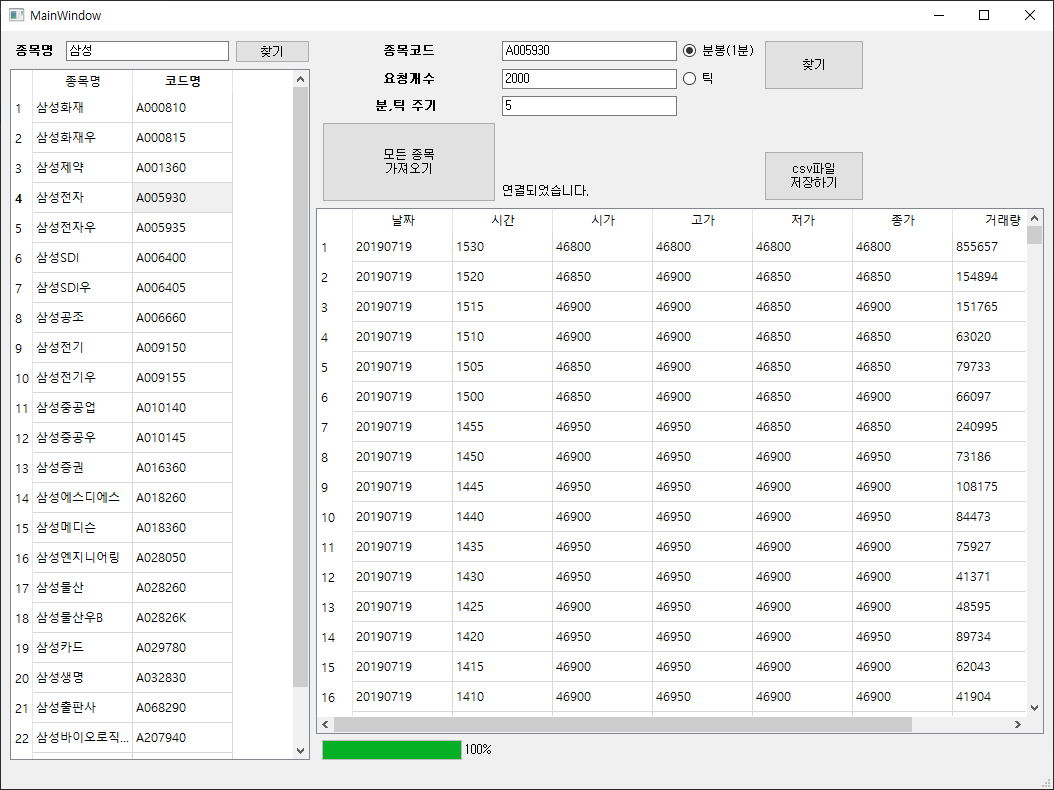 MainWindow
종목명 삼성 찾기
종목코드 A005930 분봉(1분) 찾기
요청개수 2000 틱
분,틱 주기 5
모든 종목
가져오기
연결되었습니다.
csv파일
저장하기
종목명 코드명
1 삼성화재 A000810
2 삼성화재우 A000815
3 삼성제약 A001360
4 삼성전자 A005930
5 삼성전자우 A005935
6 삼성SDI A006400
7 삼성SDI우 A006405
8 삼성공조 A006660
9 삼성전기 A009150
10 삼성전기우 A009155
11 삼성중공업 A010140
12 삼성중공우 A010145
13 삼성증권 A016360
14 삼성에스디에스 A018260
15 삼성메디슨 A018360
16 삼성엔지니어링 A028050
17 삼성물산 A028260
18 삼성물산우B A02826K
19 삼성카드 A029780
20 삼성생명 A032830
21 삼성출판사 A068290
22 삼성바이오로직... A207940
날짜 시간 시가 고가 저가 종가 거래량
1 20190719 1530 46800 46800 46800 46800 855657
2 20190719 1520 46850 46900 46850 46850 154894
3 20190719 1515 46900 46900 46850 46900 151765
4 20190719 1510 46900 46900 46850 46850 63020
5 20190719 1505 46850 46900 46850 46850 79733
6 20190719 1500 46850 46900 46850 46900 66097
7 20190719 1455 46950 46950 46850 46850 240995
8 20190719 1450 46900 46950 46900 46950 73186
9 20190719 1445 46950 46950 46900 46900 108175
10 20190719 1440 46900 46950 46900 46950 84473
11 20190719 1435 46950 46950 46900 46900 75927
12 20190719 1430 46950 46950 46900 46900 41371
13 20190719 1425 46900 46950 46900 46900 48595
14 20190719 1420 46950 46950 46900 46950 89734
15 20190719 1415 46900 46950 46900 46900 62043
16 20190719 1410 46900 46950 46900 46900 41904
100%